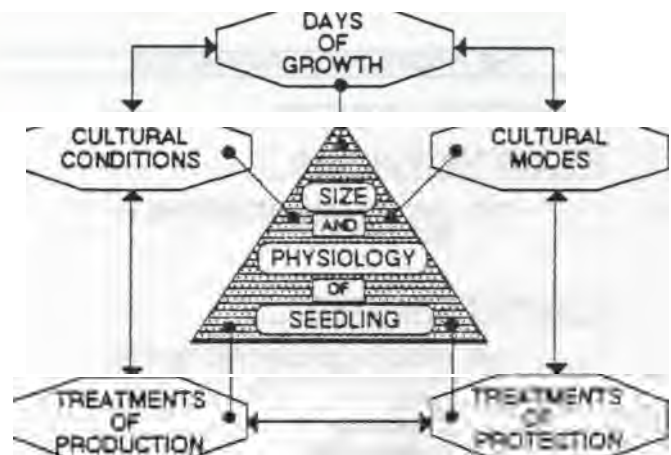 DAYS
OF
GROWTH
CULTURAL
CONDITIONS
CULTURAL
MODES
SIZE
AND
PHYSIOLOGY
OF
SEEDLING
TREATMENTS
OF
PRODUCTION
TREATMENTS
OF
PROTECTION